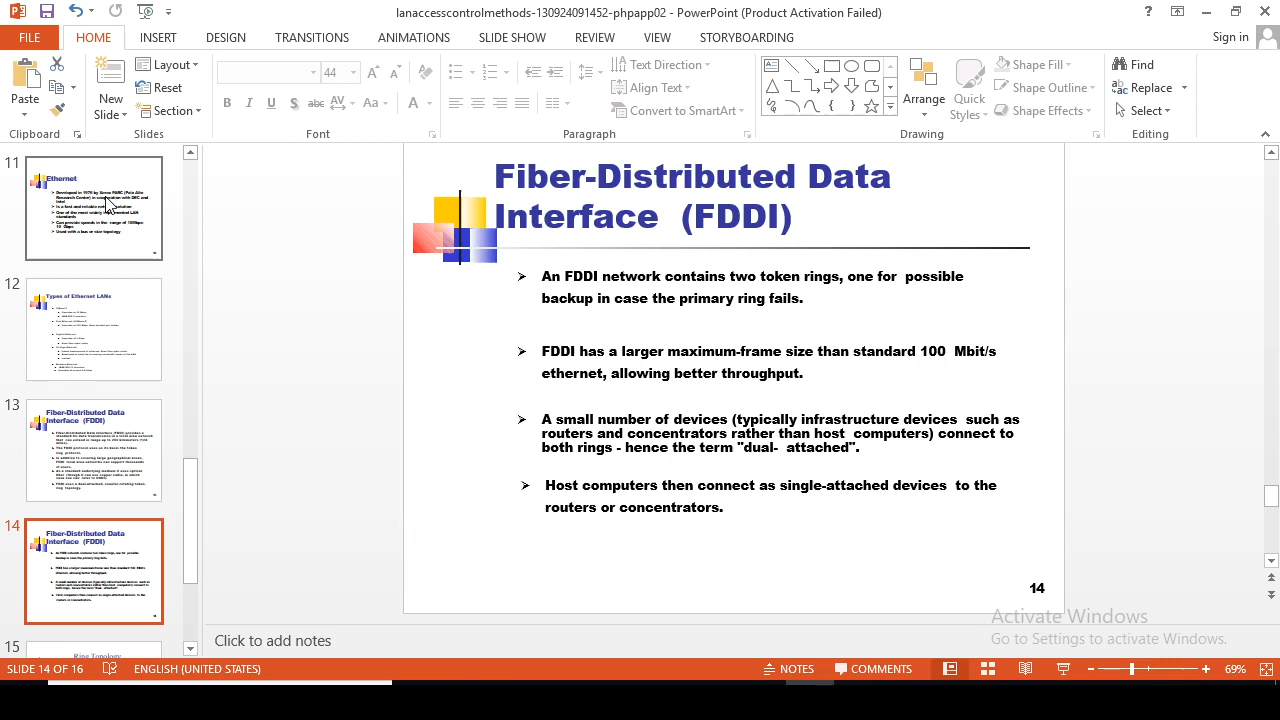 lanaccesscontrolmethods-130924091452-phpapp02 - PowerPoint (Product Activation Failed)
FILE HOME INSERT DESIGN TRANSITIONS ANIMATIONS SLIDE SHOW REVIEW VIEW STORYBOARDING Sign in
Paste
New Slide
Layout
Reset
Section
44
Text Direction
Align Text
Convert to SmartArt
Arrange
Quick Styles
Shape Fill
Shape Outline
Shape Effects
Find
Replace
Select
Clipboard Slides Font Paragraph Drawing Editing
11
Ethernet
12
Types of Ethernet LANs
13
Fiber-Distributed Data
Interface (FDDI)
14
Fiber-Distributed Data
Interface (FDDI)
15
Ring Topology
Fiber-Distributed Data
Interface (FDDI)
An FDDI network contains two token rings, one for possible
backup in case the primary ring fails.
FDDI has a larger maximum-frame size than standard 100 Mbit/s
ethernet, allowing better throughput.
A small number of devices (typically infrastructure devices such as
routers and concentrators rather than host computers) connect to
both rings - hence the term "dual- attached".
Host computers then connect as single-attached devices to the
routers or concentrators.
14
Activate Windows
Go to Settings to activate Windows.
Click to add notes
SLIDE 14 OF 16 ENGLISH (UNITED STATES) NOTES COMMENTS 69%